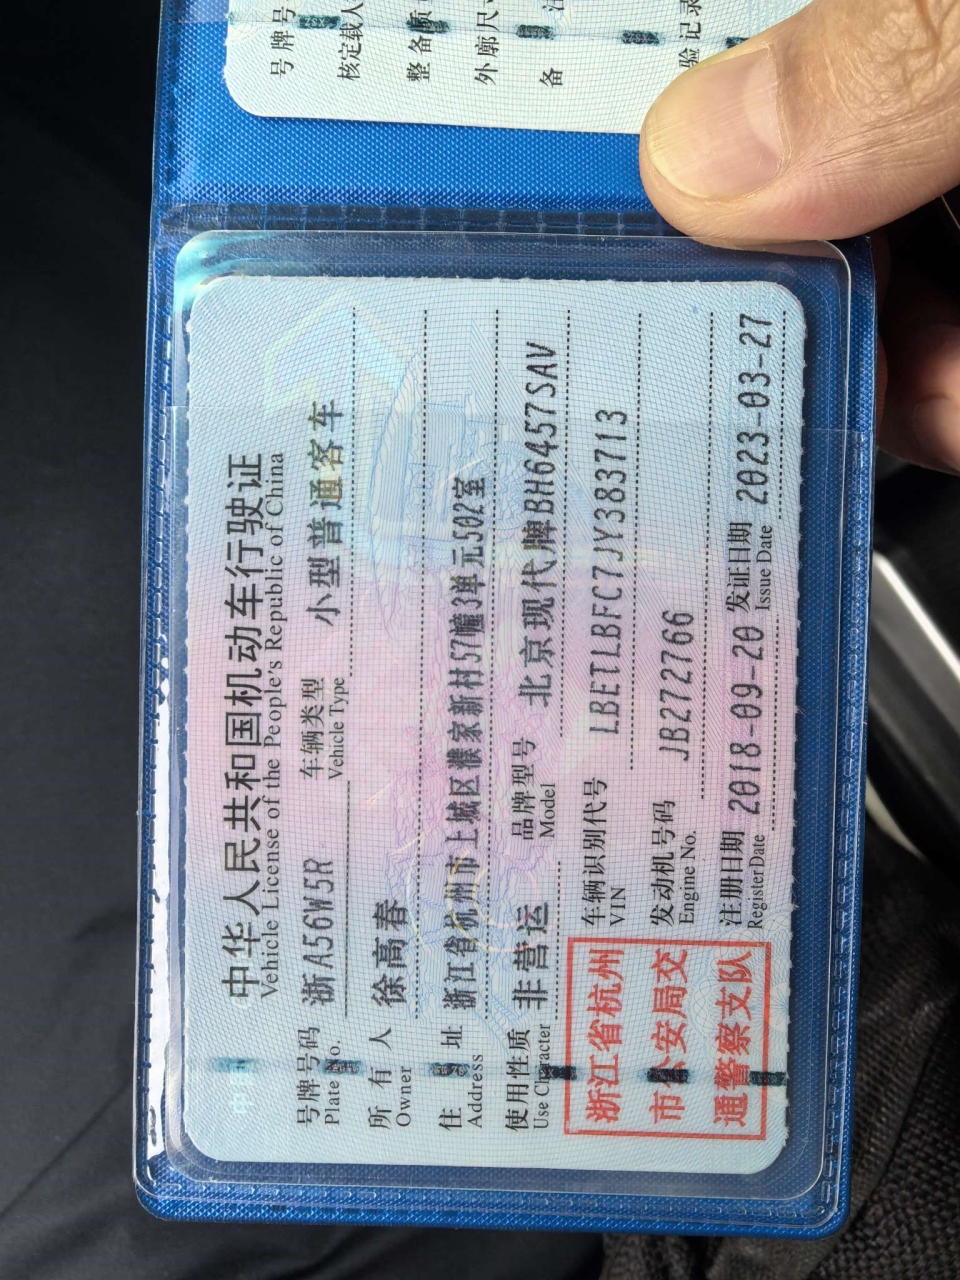 号牌号
核定载人
整备质
外廓尺
备
验记录
中华人民共和国机动车行驶证
Vehicle License of the People's Republic of China
号牌号码 浙A56W5R 车辆类型 小型普通客车
Plate No. Vehicle Type
所有人 徐高春
Owner
住址 浙江省杭州市上城区濮家新村57幢3单元502室
Address
使用性质 非营运 品牌型号 北京现代牌BH6457SAV
Use Character Model
浙江省杭州
市公安局交
通警察支队
车辆识别代号 LBETLBFC7JY383713
VIN
发动机号码 JB272766
Engine No.
注册日期 2018-09-20 发证日期 2023-03-27
Register Date Issue Date